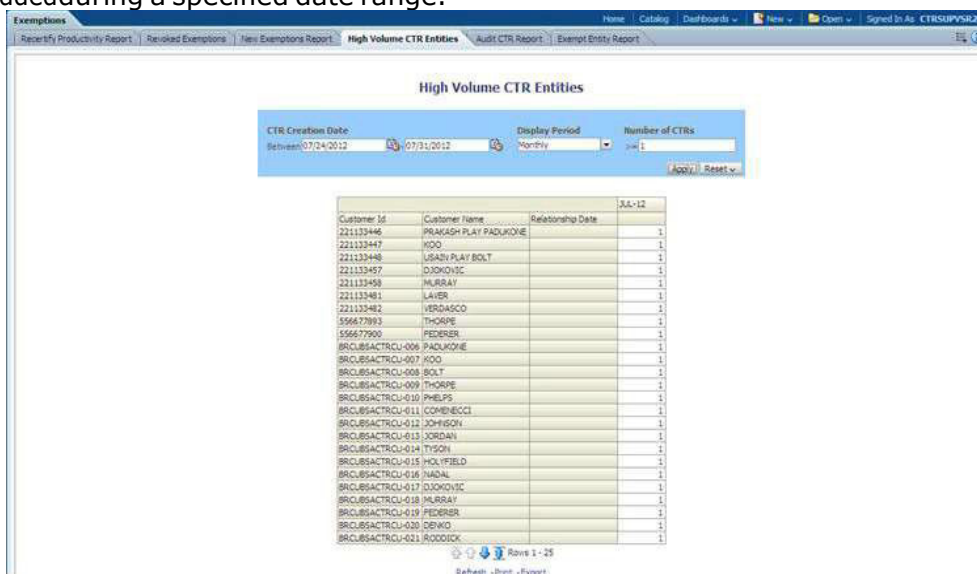 during a specified date range.
Exemptions Home Catalog Dashboards New Open Signed In As CTRSUPVSR2
Recertify Productivity Report Revoked Exemptions New Exemptions Report High Volume CTR Entities Audit CTR Report Exempt Entity Report
High Volume CTR Entities
CTR Creation Date Display Period Number of CTRs
Between 07/24/2012 - 07/31/2012 Monthly >= 1
Apply Reset
JUL-12
Customer Id Customer Name Relationship Date
221133446 PRAKASH PLAY PADUKONE 1
221133447 KOO 1
221133448 USAIN PLAY BOLT 1
221133457 DJOKOVIC 1
221133458 MURRAY 1
221133481 LAVER 1
221133482 VERDASCO 1
556677893 THORPE 1
556677900 FEDERER 1
BRCUBSACTRCU-006 PADUKONE 1
BRCUBSACTRCU-007 KOO 1
BRCUBSACTRCU-008 BOLT 1
BRCUBSACTRCU-009 THORPE 1
BRCUBSACTRCU-010 PHELPS 1
BRCUBSACTRCU-011 COMENECCI 1
BRCUBSACTRCU-012 JOHNSON 1
BRCUBSACTRCU-013 JORDAN 1
BRCUBSACTRCU-014 TYSON 1
BRCUBSACTRCU-015 HOLYFIELD 1
BRCUBSACTRCU-016 NADAL 1
BRCUBSACTRCU-017 DJOKOVIC 1
BRCUBSACTRCU-018 MURRAY 1
BRCUBSACTRCU-019 FEDERER 1
BRCUBSACTRCU-020 DENKO 1
BRCUBSACTRCU-021 RODDICK 1
Rows 1 - 25
Refresh - Print - Export